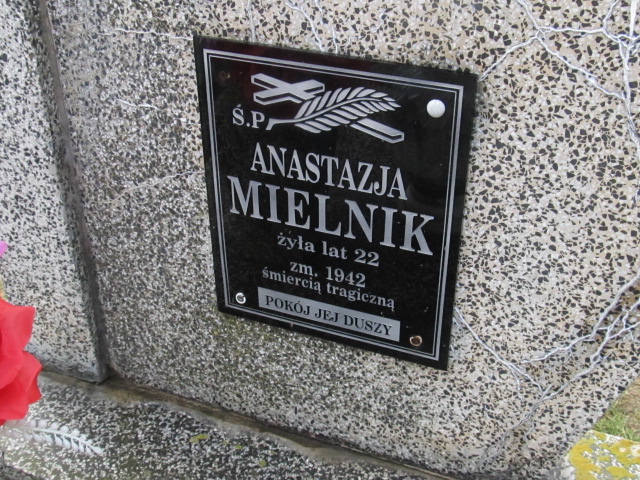 Ś.P.
ANASTAZJA
MIELNIK
żyła lat 22
zm. 1942
śmiercią tragiczną
POKÓJ JEJ DUSZY